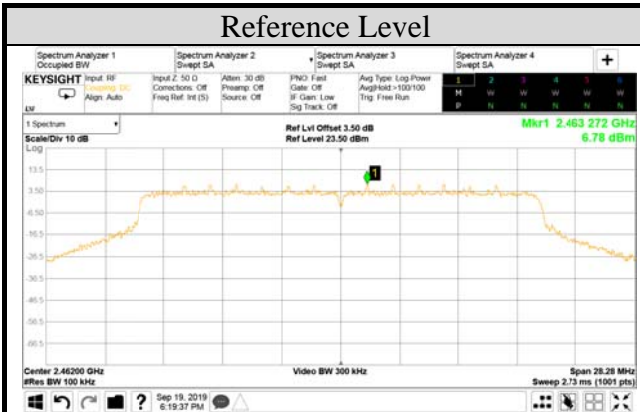 Reference Level
Spectrum Analyzer 1
Occupied BW
Spectrum Analyzer 2
Swept SA
Spectrum Analyzer 3
Swept SA
Spectrum Analyzer 4
Swept SA
+
KEYSIGHT
Input: RF
Coupling: DC
Align: Auto
Input Z: 50 Ω
Corrections: Off
Freq Ref: Int (S)
Atten: 30 dB
Preamp: Off
Source: Off
PNO: Fast
Gate: Off
IF Gain: Low
Sig Track: Off
Avg Type: Log-Power
Avg|Hold:>100/100
Trig: Free Run
1 2 3 4 5 6
M W W W W W
P N N N N N
1 Spectrum
Scale/Div 10 dB
Ref Lvl Offset 3.50 dB
Ref Level 23.50 dBm
Mkr1 2.463 272 GHz
6.78 dBm
Log
13.5
3.50
-6.50
-16.5
-26.5
-36.5
-46.5
-56.5
-66.5
1
Center 2.46200 GHz
#Res BW 100 kHz
Video BW 300 kHz
Span 28.28 MHz
Sweep 2.73 ms (1001 pts)
?
Sep 19, 2019
6:19:37 PM